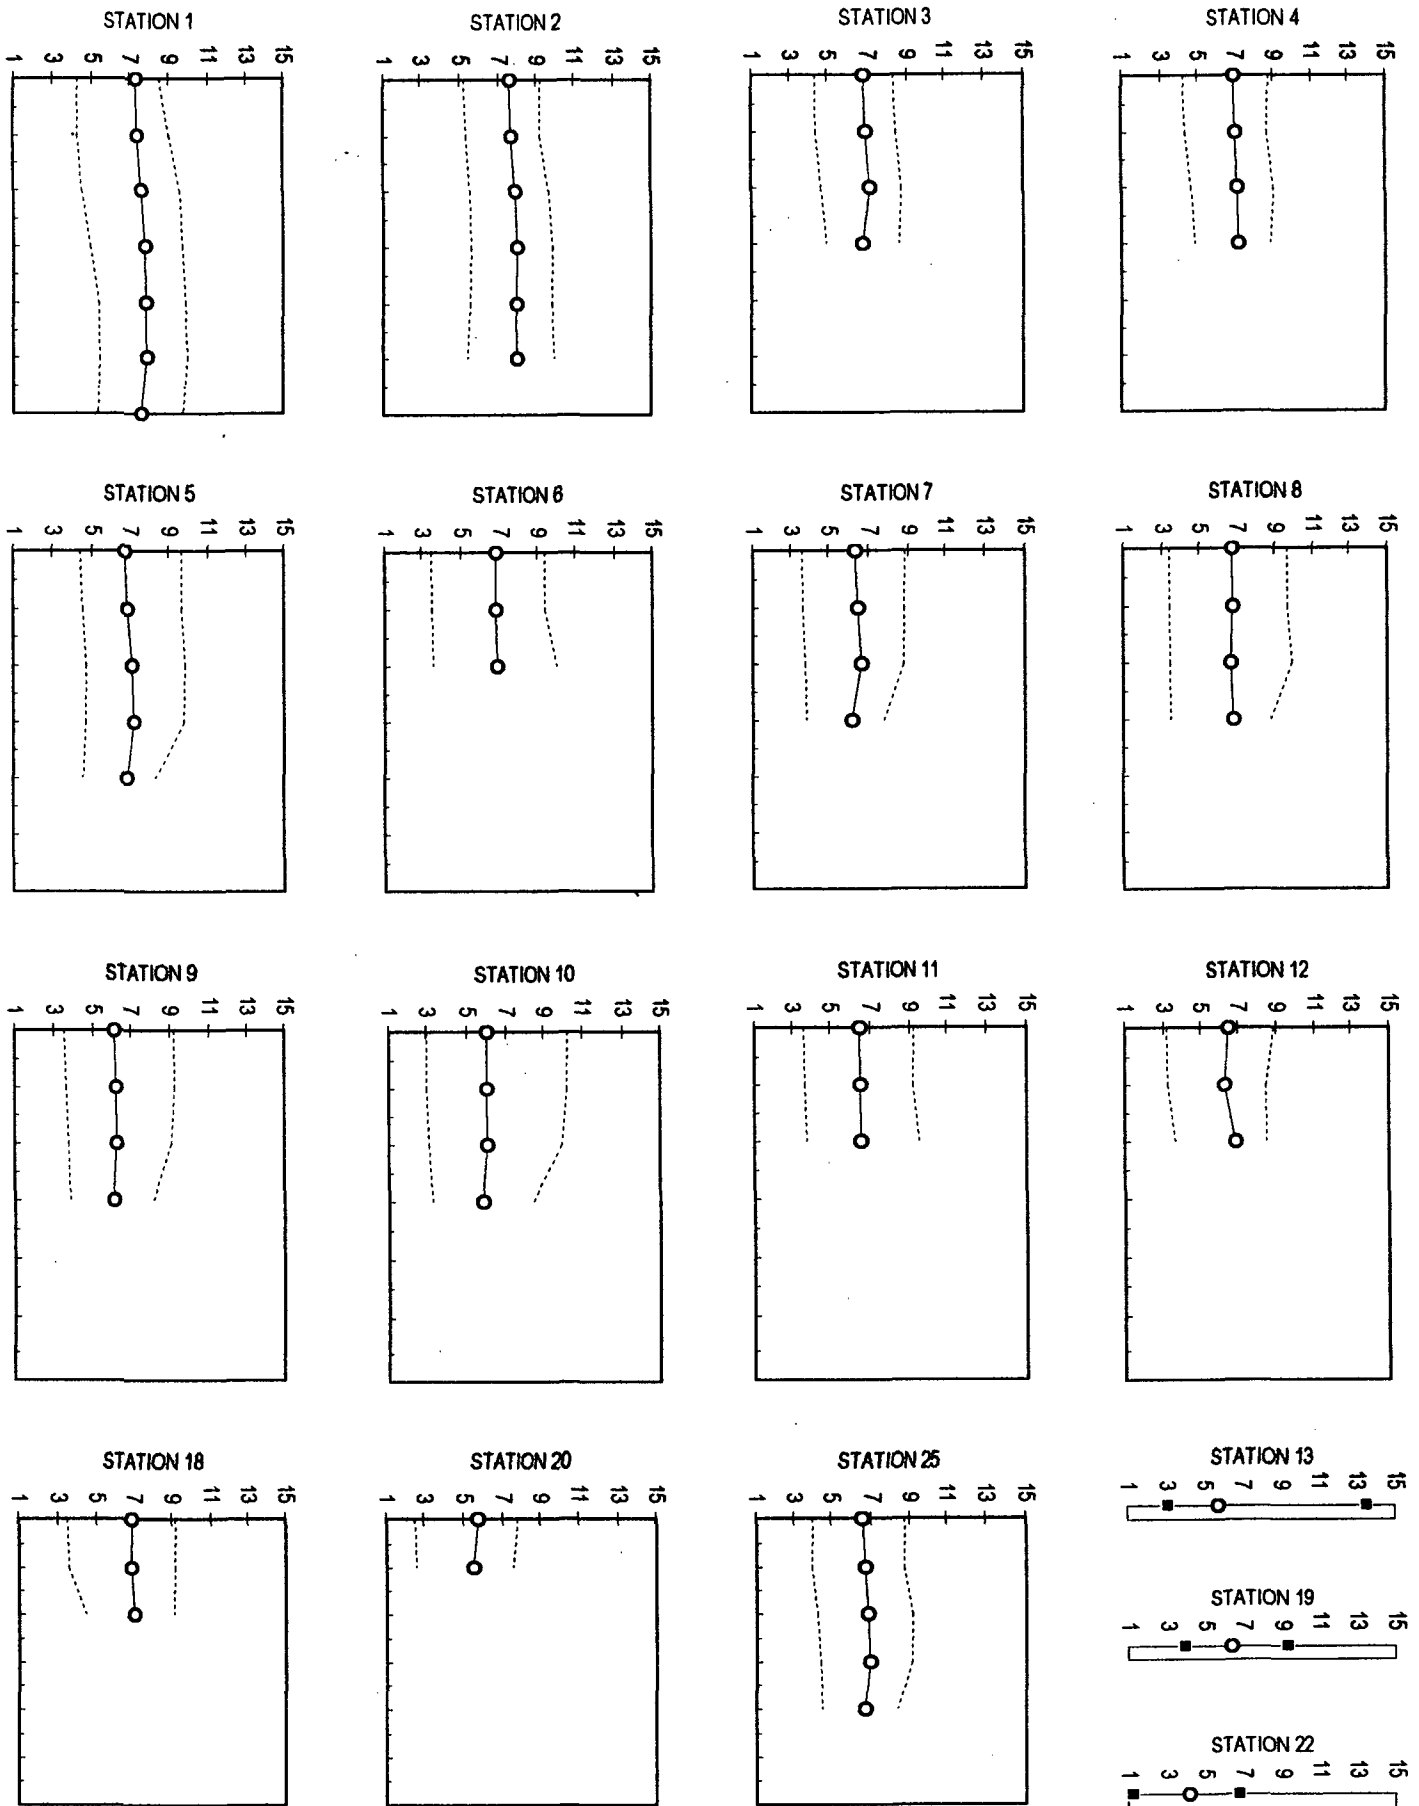 STATION 1
1 3 5 7 9 11 13 15
STATION 2
1 3 5 7 9 11 13 15
STATION 3
1 3 5 7 9 11 13 15
STATION 4
1 3 5 7 9 11 13 15
STATION 5
1 3 5 7 9 11 13 15
STATION 6
1 3 5 7 9 11 13 15
STATION 7
1 3 5 7 9 11 13 15
STATION 8
1 3 5 7 9 11 13 15
STATION 9
1 3 5 7 9 11 13 15
STATION 10
1 3 5 7 9 11 13 15
STATION 11
1 3 5 7 9 11 13 15
STATION 12
1 3 5 7 9 11 13 15
STATION 18
1 3 5 7 9 11 13 15
STATION 20
1 3 5 7 9 11 13 15
STATION 25
1 3 5 7 9 11 13 15
STATION 13
1 3 5 7 9 11 13 15
STATION 19
1 3 5 7 9 11 13 15
STATION 22
1 3 5 7 9 11 13 15